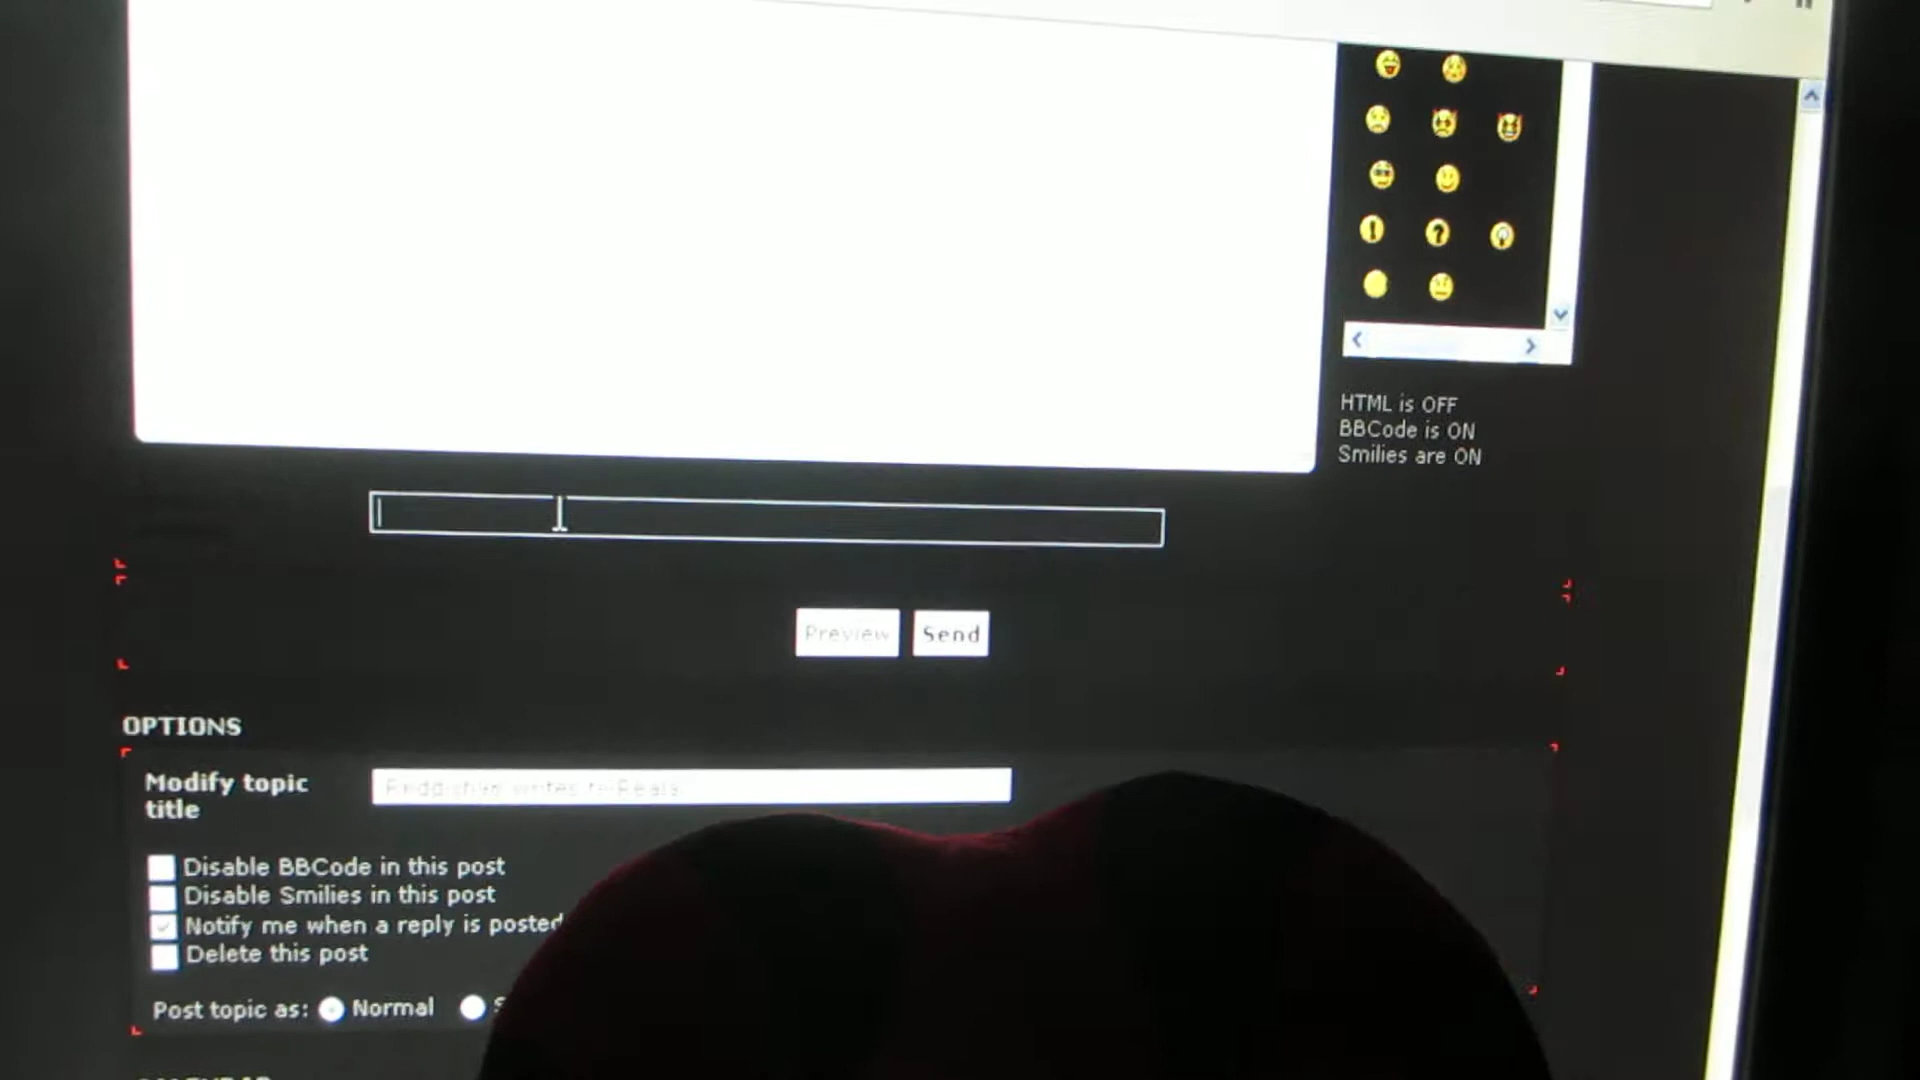 HTML is OFF
BBCode is ON
Smilies are ON
Preview Send
OPTIONS
Modify topic
title
Disable BBCode in this post
Disable Smilies in this post
Notify me when a reply is posted
Delete this post
Post topic as: Normal